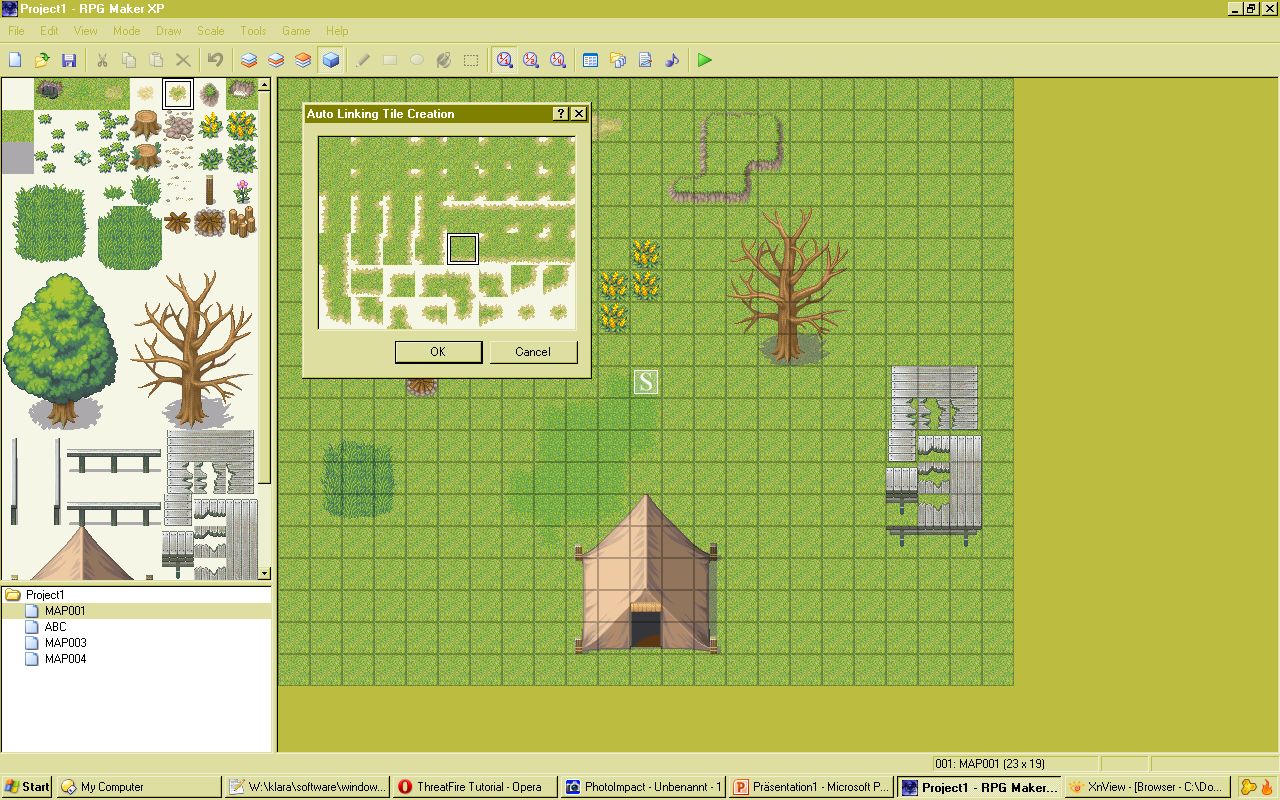 Project1 - RPG Maker XP
File Edit View Mode Draw Scale Tools Game Help
Auto Linking Tile Creation
OK Cancel
S
Project1
MAP001
ABC
MAP003
MAP004
001: MAP001 (23 x 19)
Start My Computer W:\klara\software\window... ThreatFire Tutorial - Opera PhotoImpact - Unbenannt - 1 Präsentation1 - Microsoft P... Project1 - RPG Maker... XnView - [Browser - C:\Do...